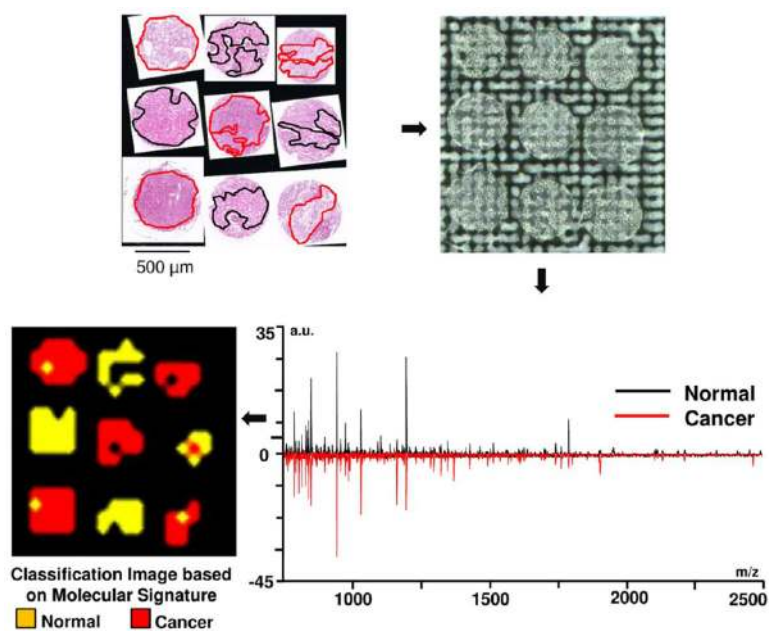 500 µm
35
a.u.
Normal
Cancer
0
-45
m/z
1000
1500
2000
2500
Classification Image based
on Molecular Signature
Normal
Cancer